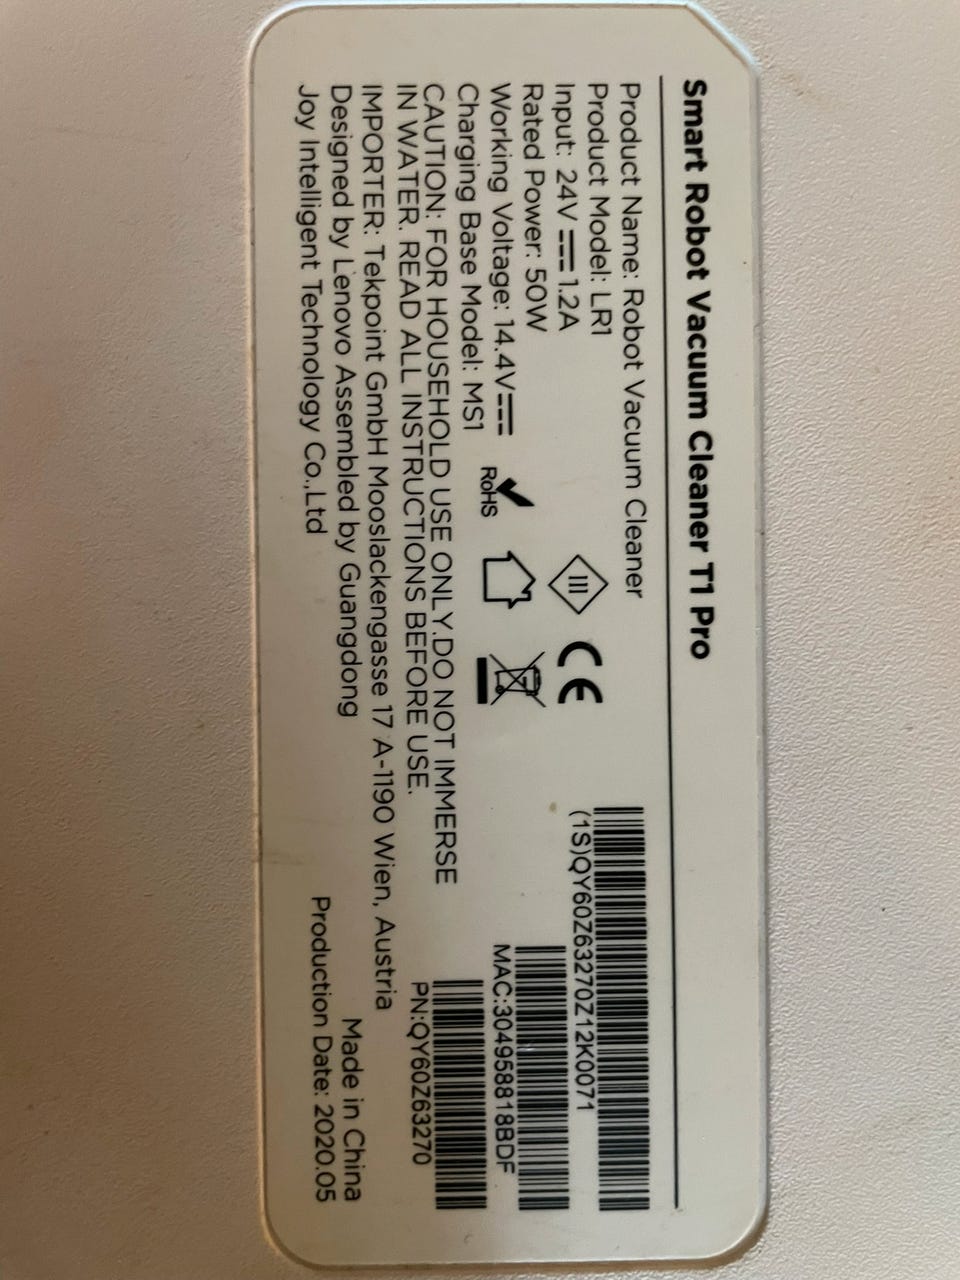 Smart Robot Vacuum Cleaner T1 Pro
Product Name: Robot Vacuum Cleaner
Product Model: LR1
Input: 24V ⎓ 1.2A
Rated Power: 50W
Working Voltage: 14.4V⎓
Charging Base Model: MS1
RoHS
III
CE
CAUTION: FOR HOUSEHOLD USE ONLY.DO NOT IMMERSE
IN WATER. READ ALL INSTRUCTIONS BEFORE USE.
IMPORTER: Tekpoint GmbH Mooslackengasse 17 A-1190 Wien, Austria
Designed by Lenovo Assembled by Guangdong
Joy Intelligent Technology Co.,Ltd
(1S)QY60Z63270Z12K0071
MAC:304958818BDF
PN:QY60Z63270
Made in China
Production Date: 2020.05